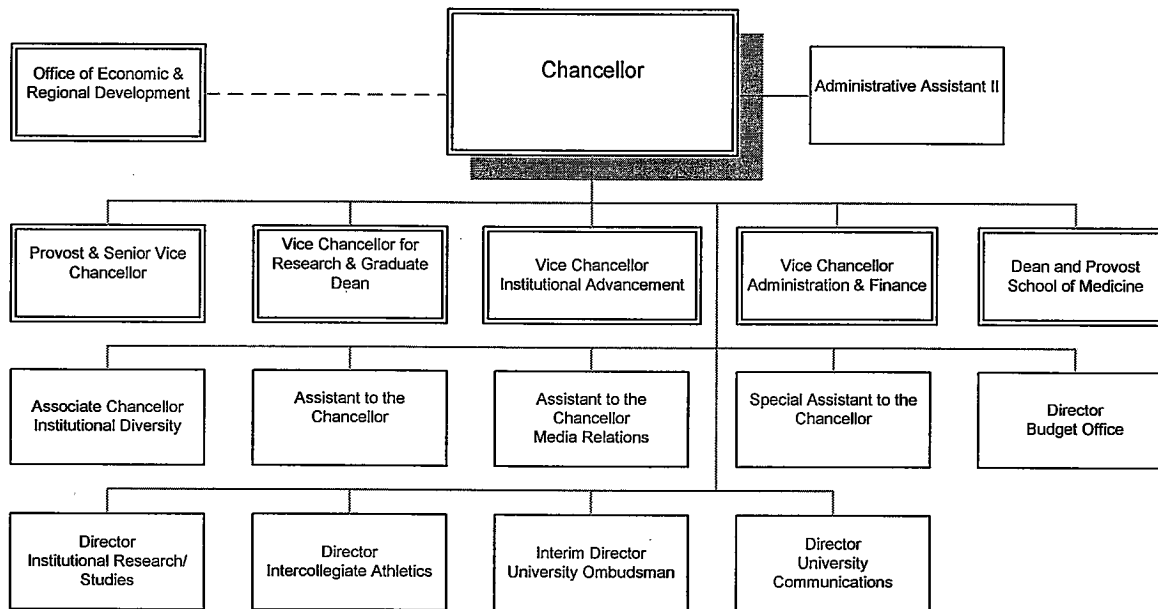 Chancellor
Office of Economic &
Regional Development
Administrative Assistant II
Provost & Senior Vice
Chancellor
Vice Chancellor for
Research & Graduate
Dean
Vice Chancellor
Institutional Advancement
Vice Chancellor
Administration & Finance
Dean and Provost
School of Medicine
Associate Chancellor
Institutional Diversity
Assistant to the
Chancellor
Assistant to the
Chancellor
Media Relations
Special Assistant to the
Chancellor
Director
Budget Office
Director
Institutional Research/
Studies
Director
Intercollegiate Athletics
Interim Director
University Ombudsman
Director
University
Communications